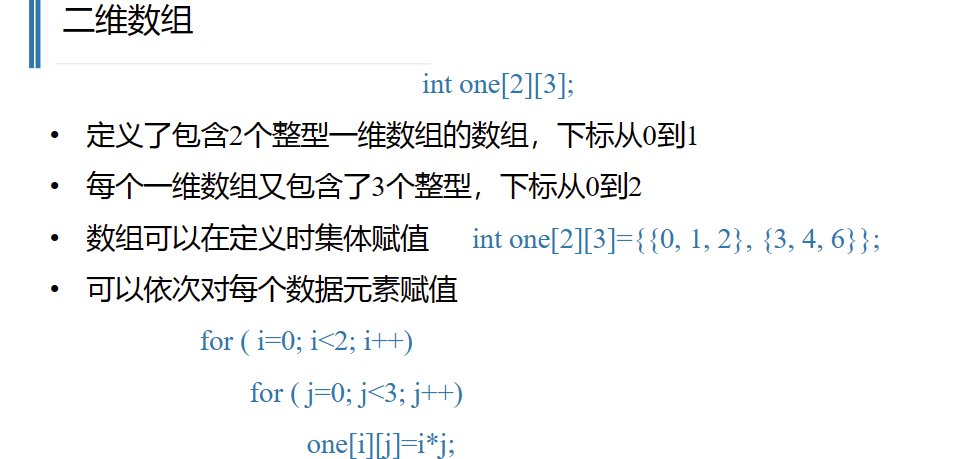 二维数组
int one[2][3];
• 定义了包含2个整型一维数组的数组，下标从0到1
• 每个一维数组又包含了3个整型，下标从0到2
• 数组可以在定义时集体赋值 int one[2][3]={{0, 1, 2}, {3, 4, 6}};
• 可以依次对每个数据元素赋值
for ( i=0; i<2; i++)
for ( j=0; j<3; j++)
one[i][j]=i*j;